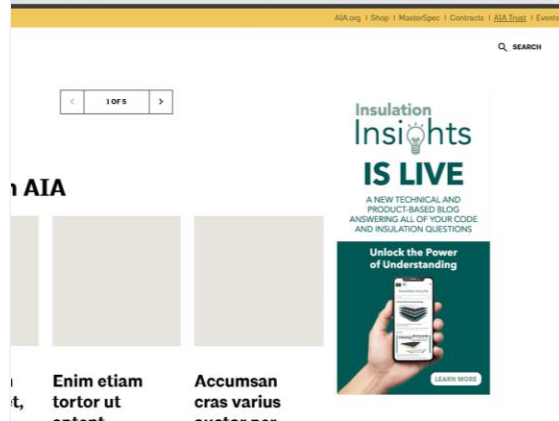 AIA.org | Shop | MasterSpec | Contracts | AIA Trust | Events
SEARCH
< 1 OF 5 >
Insulation
Insights
IS LIVE
A NEW TECHNICAL AND
PRODUCT-BASED BLOG
ANSWERING ALL OF YOUR CODE
AND INSULATION QUESTIONS
Unlock the Power
of Understanding
LEARN MORE
AIA
Enim etiam
tortor ut
Accumsan
cras varius